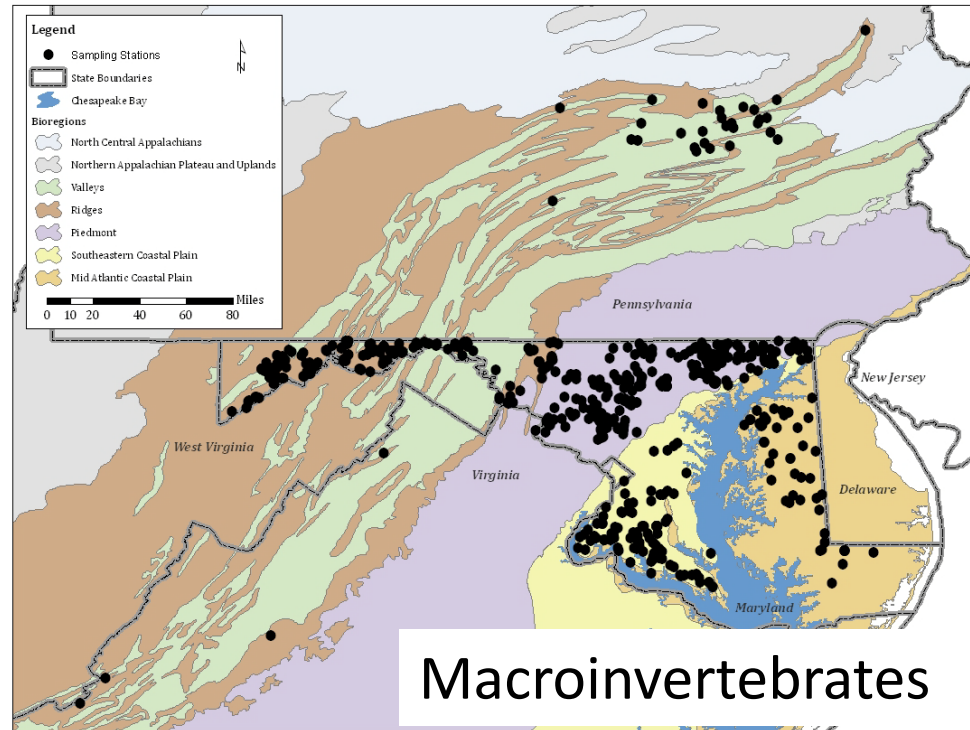 Legend
Sampling Stations
N
State Boundaries
Chesapeake Bay
Bioregions
North Central Appalachians
Northern Appalachian Plateau and Uplands
Valleys
Ridges
Piedmont
Southeastern Coastal Plain
Mid Atlantic Coastal Plain
Miles
0 10 20 40 60 80
Pennsylvania
New Jersey
West Virginia
Virginia
Delaware
Maryland
Macroinvertebrates